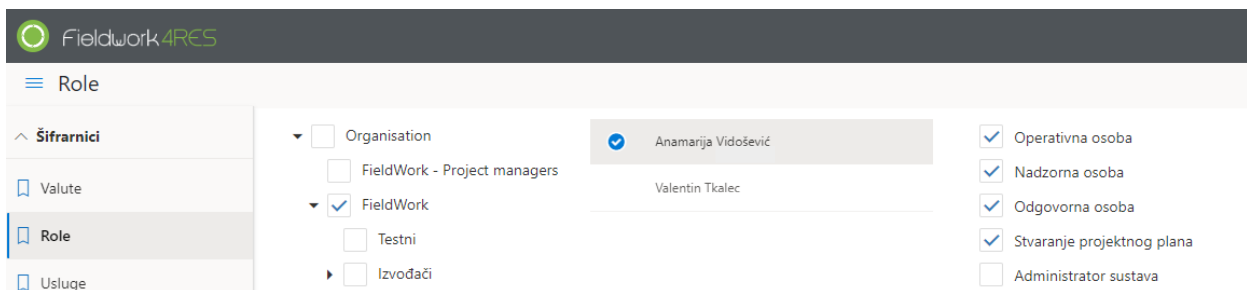 Fieldwork4RES
Role
Šifrarnici
Valute
Role
Usluge
Organisation
FieldWork - Project managers
FieldWork
Testni
Izvođači
Anamarija Vidošević
Valentin Tkalec
Operativna osoba
Nadzorna osoba
Odgovorna osoba
Stvaranje projektnog plana
Administrator sustava